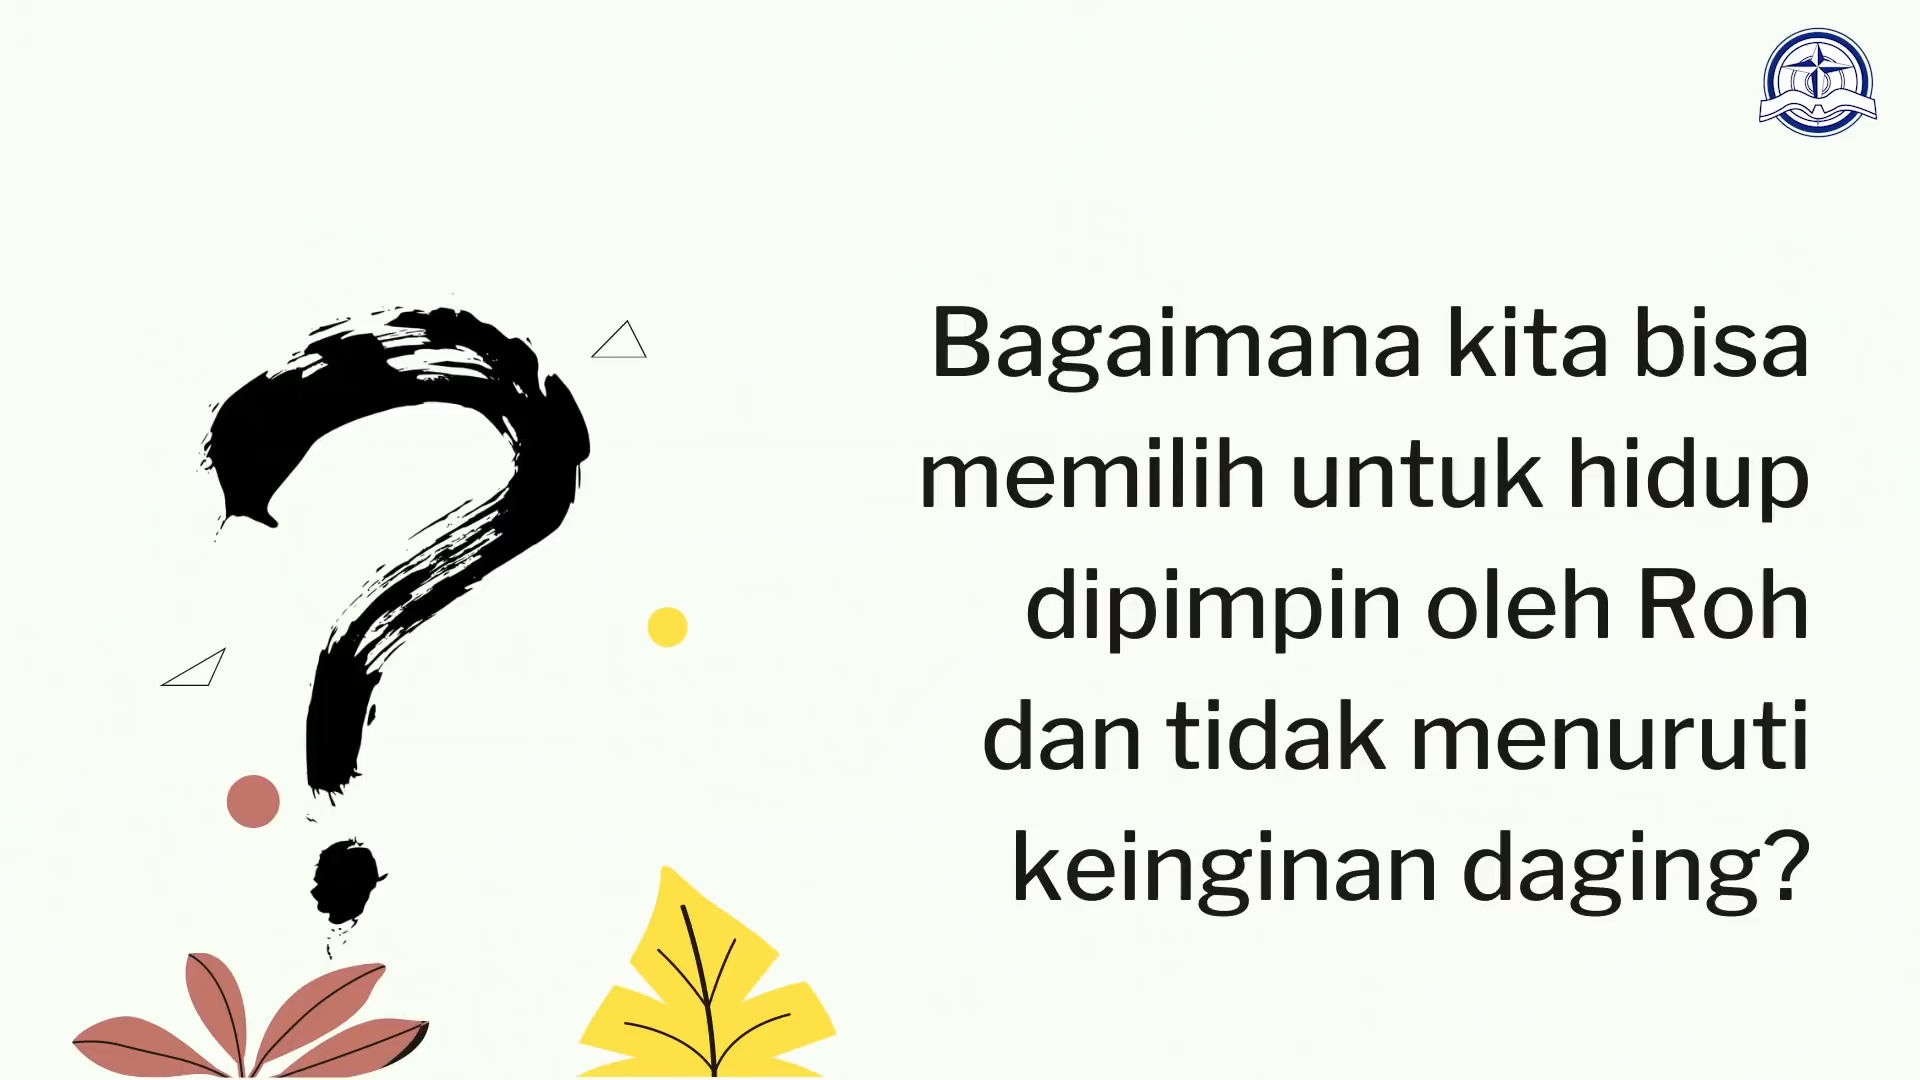 Bagaimana kita bisa
memilih untuk hidup
dipimpin oleh Roh
dan tidak menuruti
keinginan daging?